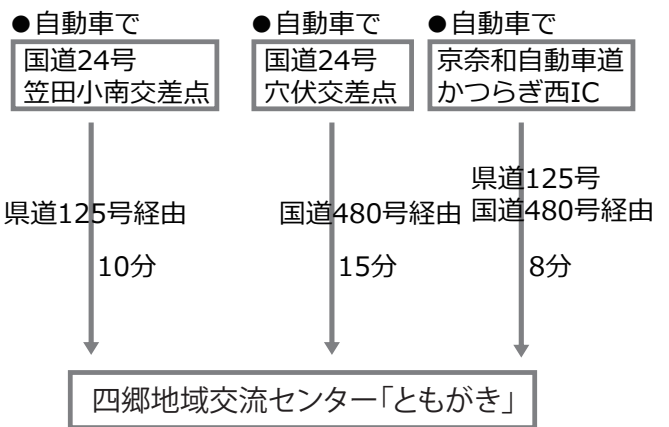 ●自動車で
国道24号
笠田小南交差点
県道125号経由
10分
●自動車で
国道24号
穴伏交差点
国道480号経由
15分
●自動車で
京奈和自動車道
かつらぎ西IC
県道125号
国道480号経由
8分
四郷地域交流センター「ともがき」